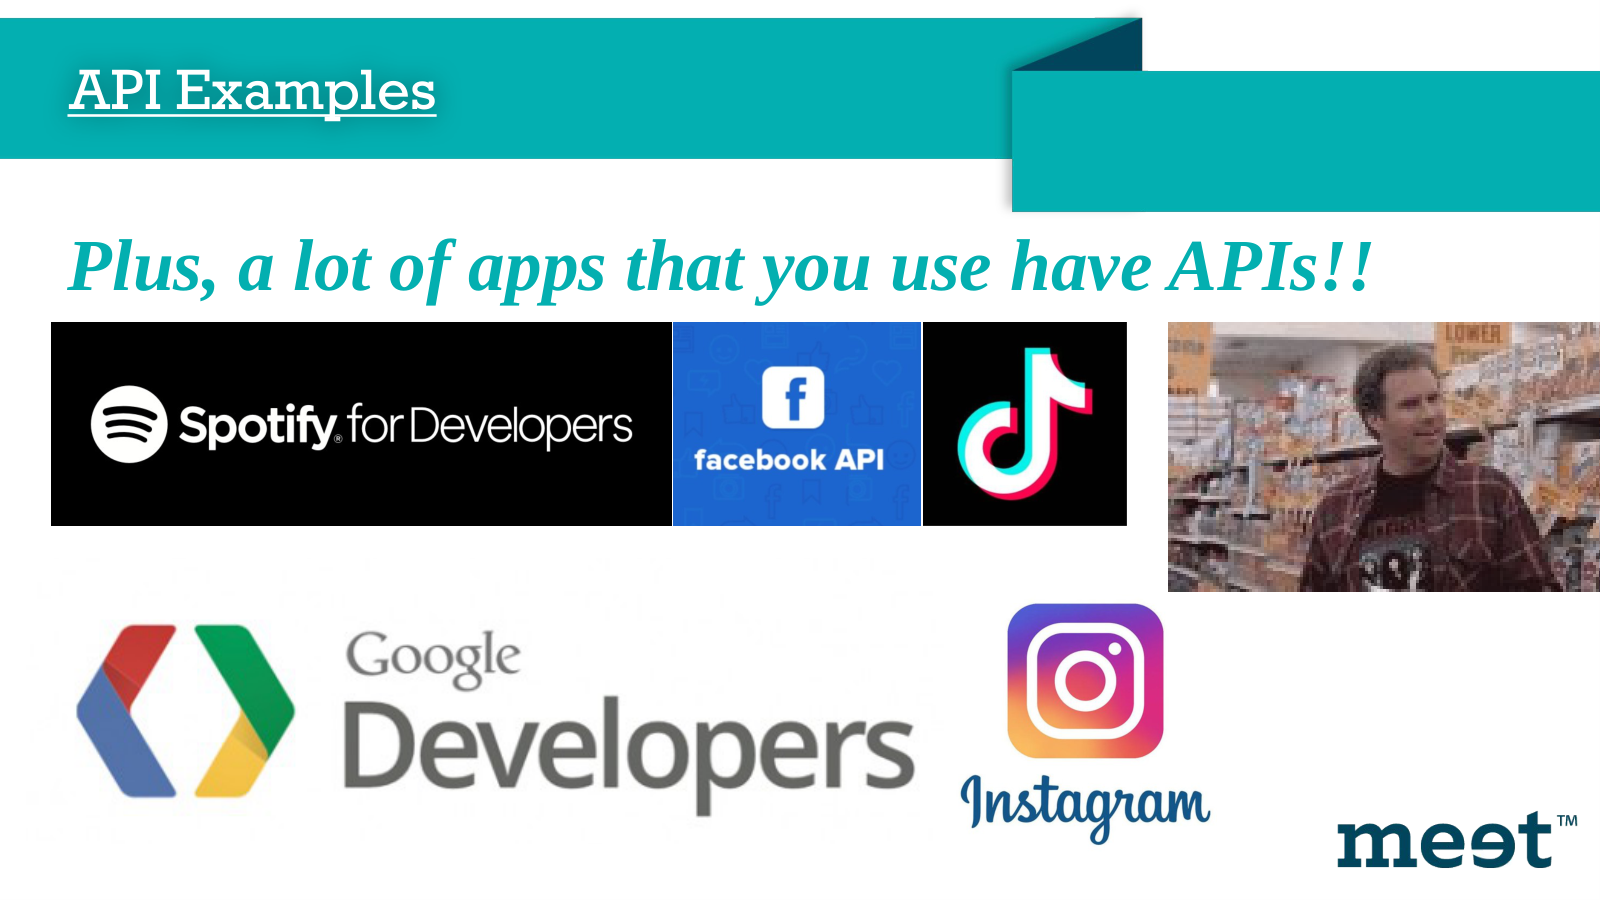 API Examples
Plus, a lot of apps that you use have APIs!!
Spotify® for Developers
facebook API
LOWER
Google
Developers
Instagram
meet™